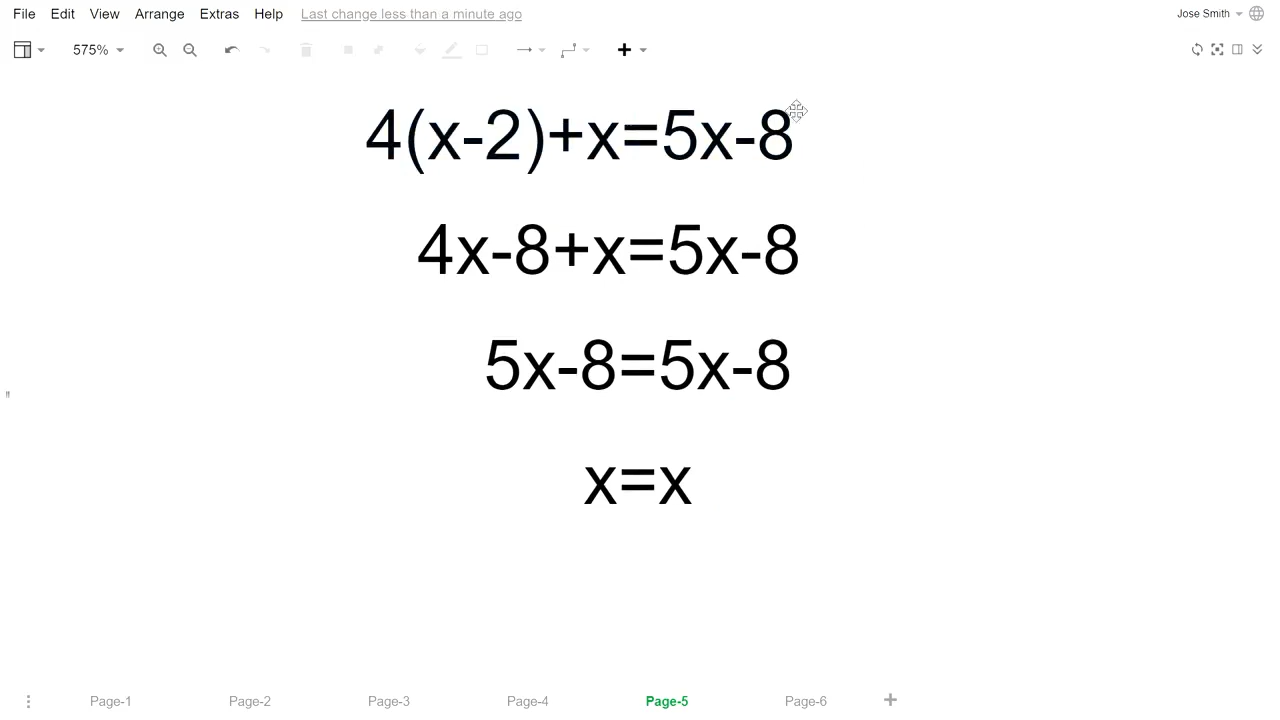 File Edit View Arrange Extras Help Last change less than a minute ago Jose Smith
575%
4(x-2)+x=5x-8
4x-8+x=5x-8
5x-8=5x-8
x=x
Page-1 Page-2 Page-3 Page-4 Page-5 Page-6